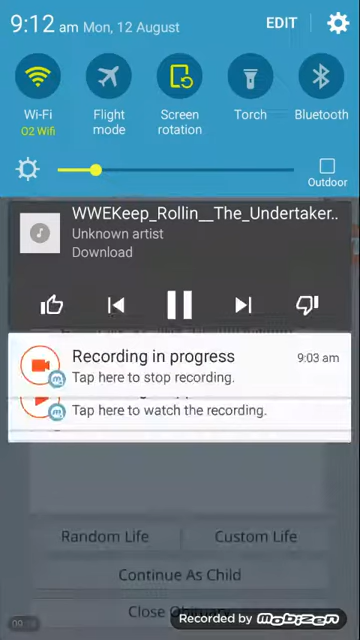 9:12 am Mon, 12 August
EDIT
Wi-Fi
O2 Wifi
Flight mode
Screen rotation
Torch
Bluetooth
Outdoor
WWEKeep_Rollin__The_Undertaker..
Unknown artist
Download
Recording in progress 9:03 am
Tap here to stop recording.
Tap here to watch the recording.
Random Life Custom Life
Continue As Child
Close Obituary
Recorded by Mobizen